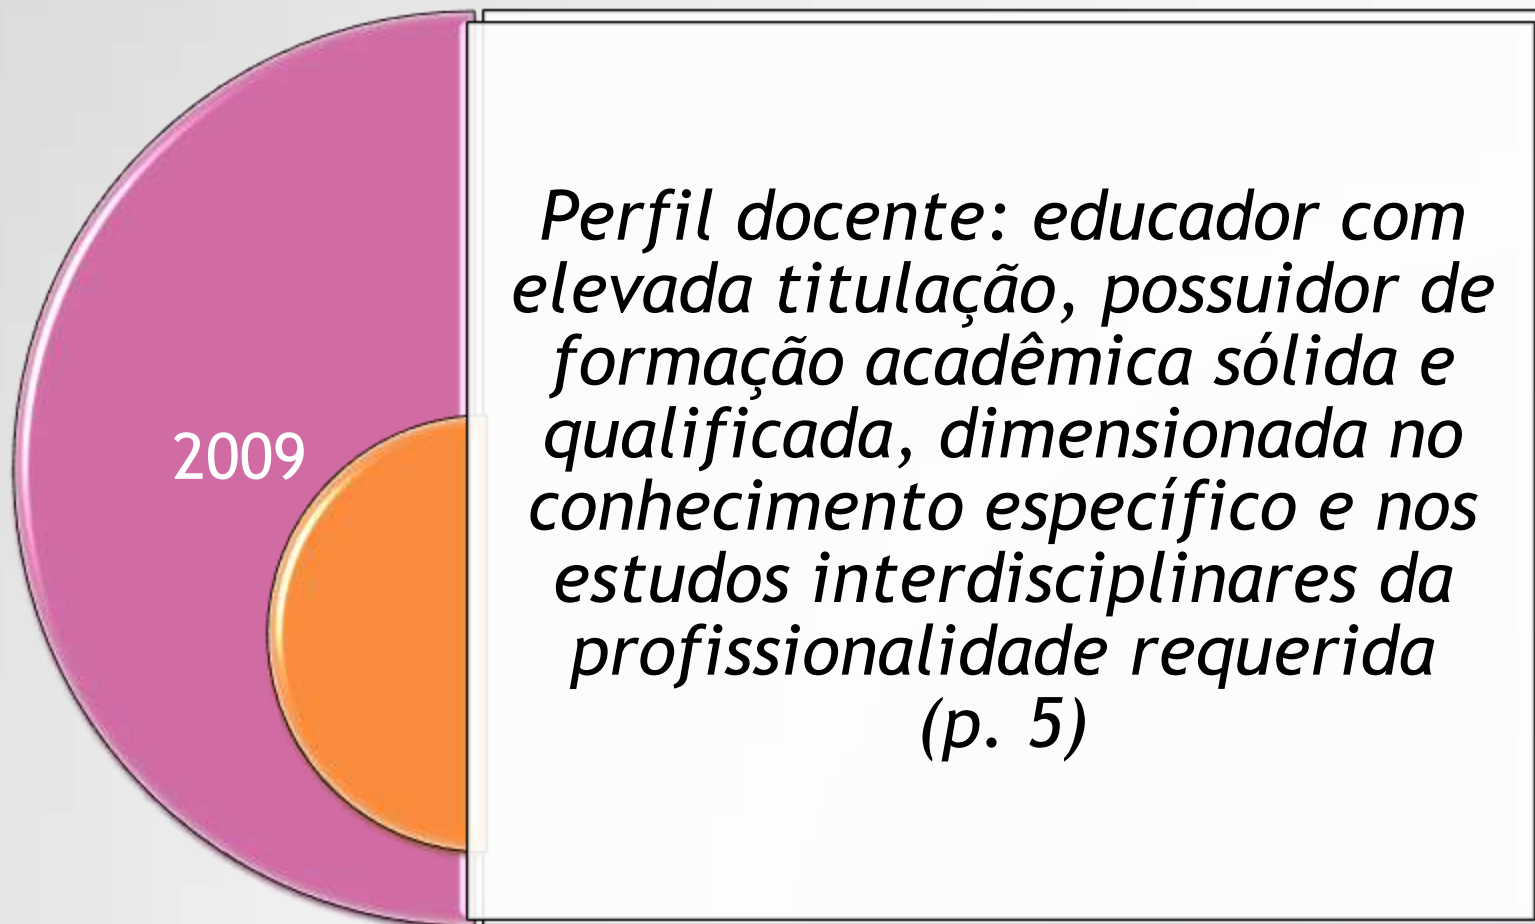 2009
Perfil docente: educador com
elevada titulação, possuidor de
formação acadêmica sólida e
qualificada, dimensionada no
conhecimento específico e nos
estudos interdisciplinares da
profissionalidade requerida
(p. 5)